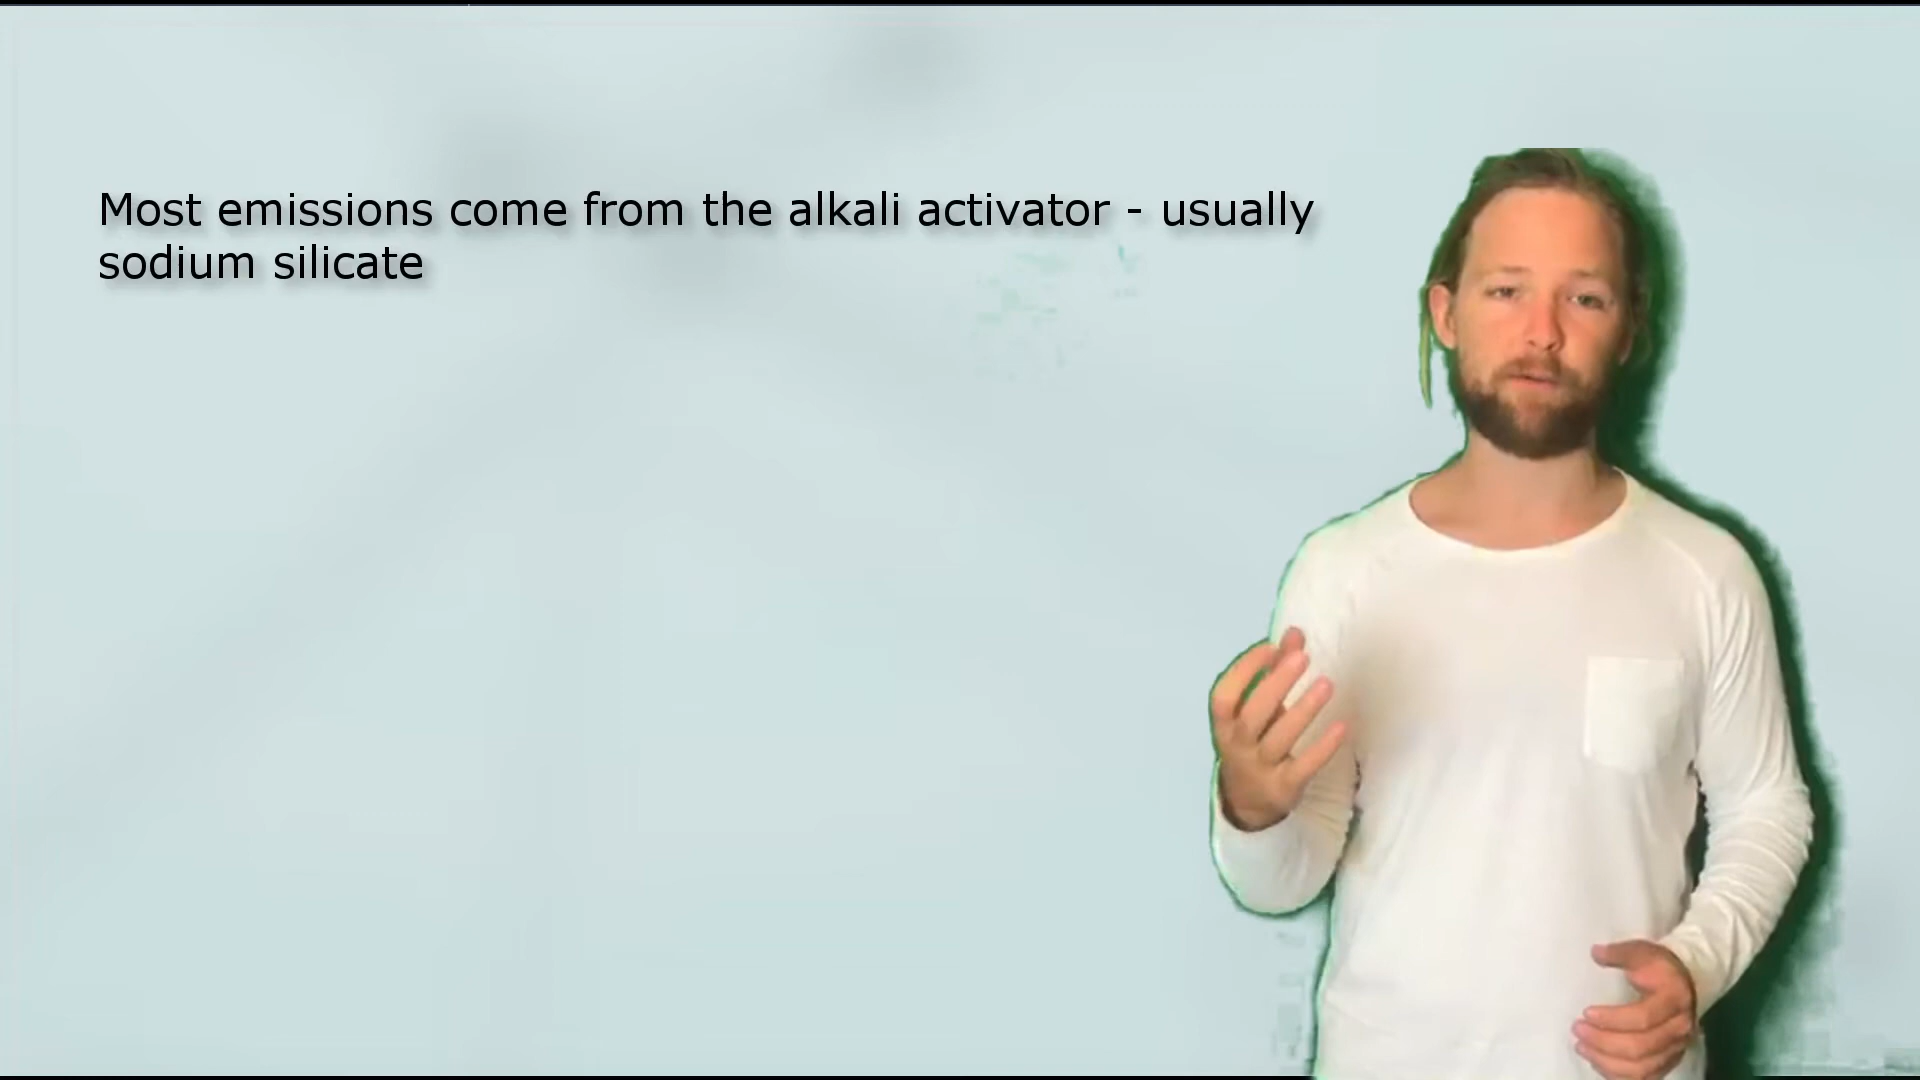 Most emissions come from the alkali activator - usually
sodium silicate